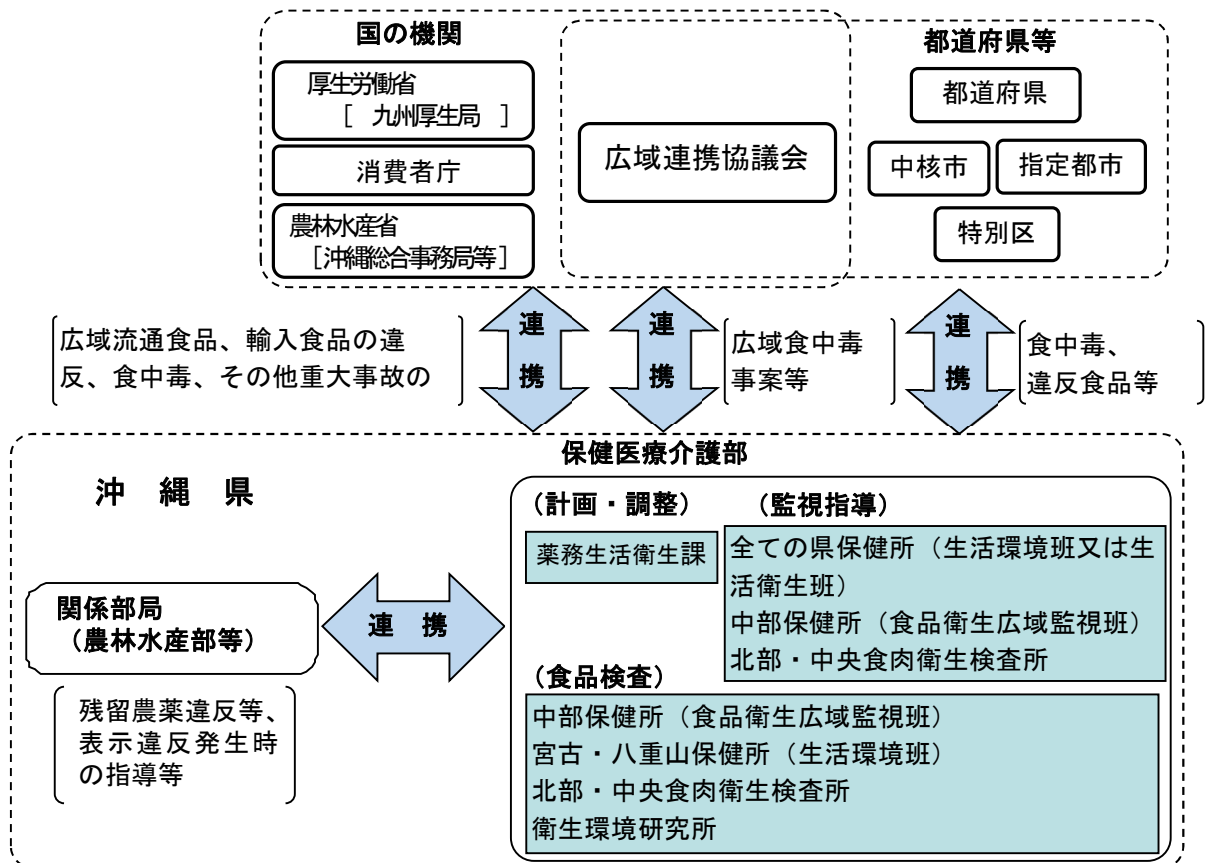 国の機関
厚生労働省
[ 九州厚生局 ]
消費者庁
農林水産省
[沖縄総合事務局等]
広域連携協議会
都道府県等
都道府県
中核市
指定都市
特別区
広域流通食品、輸入食品の違
反、食中毒、その他重大事故の
連
携
連
携
広域食中毒
事案等
連
携
食中毒、
違反食品等
保健医療介護部
沖 縄 県
関係部局
（農林水産部等）
連 携
残留農薬違反等、
表示違反発生時
の指導等
（計画・調整）
薬務生活衛生課
（監視指導）
全ての県保健所（生活環境班又は生
活衛生班）
中部保健所（食品衛生広域監視班）
北部・中央食肉衛生検査所
（食品検査）
中部保健所（食品衛生広域監視班）
宮古・八重山保健所（生活環境班）
北部・中央食肉衛生検査所
衛生環境研究所